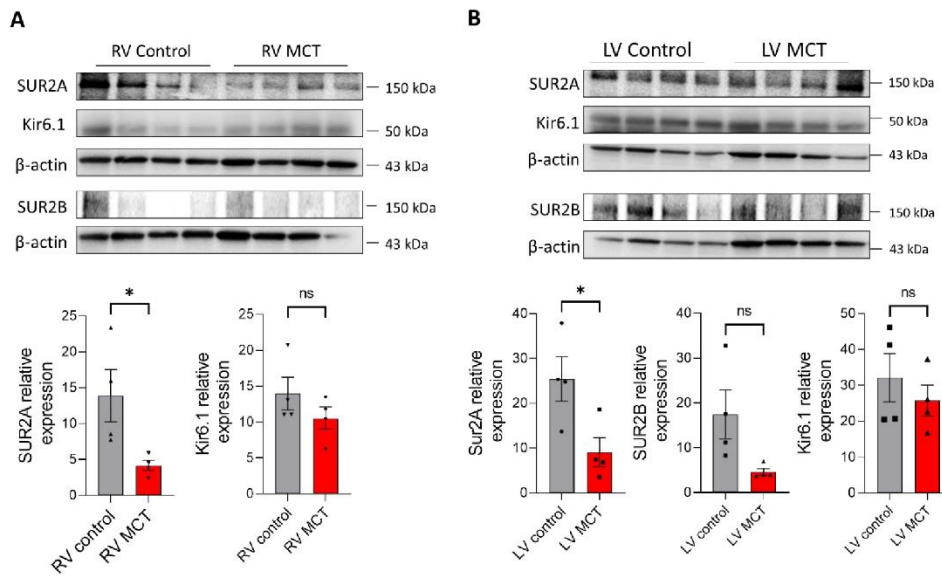 A
RV Control RV MCT
SUR2A 150 kDa
Kir6.1 50 kDa
β-actin 43 kDa
SUR2B 150 kDa
β-actin 43 kDa
*
25
20
15
10
5
0
SUR2A relative
expression
RV control RV MCT
ns
25
20
15
10
5
0
Kir6.1 relative
expression
RV control RV MCT
B
LV Control LV MCT
SUR2A 150 kDa
Kir6.1 50 kDa
β-actin 43 kDa
SUR2B 150 kDa
β-actin 43 kDa
*
40
30
20
10
0
Sur2A relative
expression
LV control LV MCT
ns
40
30
20
10
0
SUR2B relative
expression
LV control LV MCT
ns
50
40
30
20
10
0
Kir6.1 relative
expression
LV control LV MCT